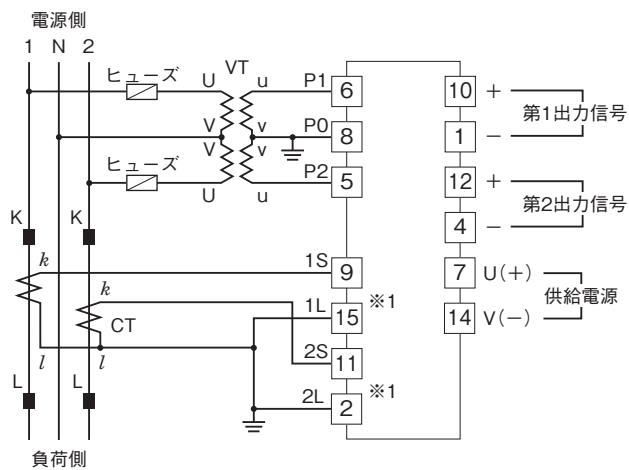 電源側
1 N 2
ヒューズ
U
VT
u
P1
6
10
+
第1出力信号
V
v
P0
8
1
−
V
v
ヒューズ
U
u
P2
5
12
+
第2出力信号
4
−
K
K
k
1S
9
7
U(+)
供給電源
k
1L
15
※1
14
V(−)
CT
l
l
2S
11
L
L
2L
2
※1
負荷側